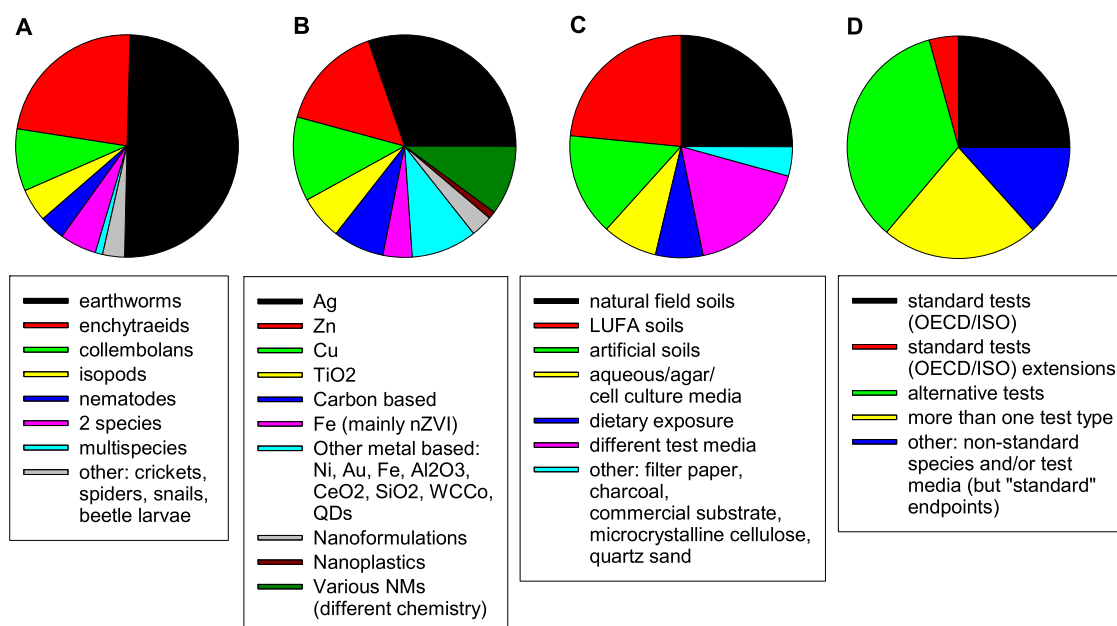 A
B
C
D
earthworms
enchytraeids
collembolans
isopods
nematodes
2 species
multispecies
other: crickets,
spiders, snails,
beetle larvae
Ag
Zn
Cu
TiO2
Carbon based
Fe (mainly nZVI)
Other metal based:
Ni, Au, Fe, Al2O3,
CeO2, SiO2, WCCo,
QDs
Nanoformulations
Nanoplastics
Various NMs
(different chemistry)
natural field soils
LUFA soils
artificial soils
aqueous/agar/
cell culture media
dietary exposure
different test media
other: filter paper,
charcoal,
commercial substrate,
microcrystalline cellulose,
quartz sand
standard tests
(OECD/ISO)
standard tests
(OECD/ISO) extensions
alternative tests
more than one test type
other: non-standard
species and/or test
media (but "standard"
endpoints)